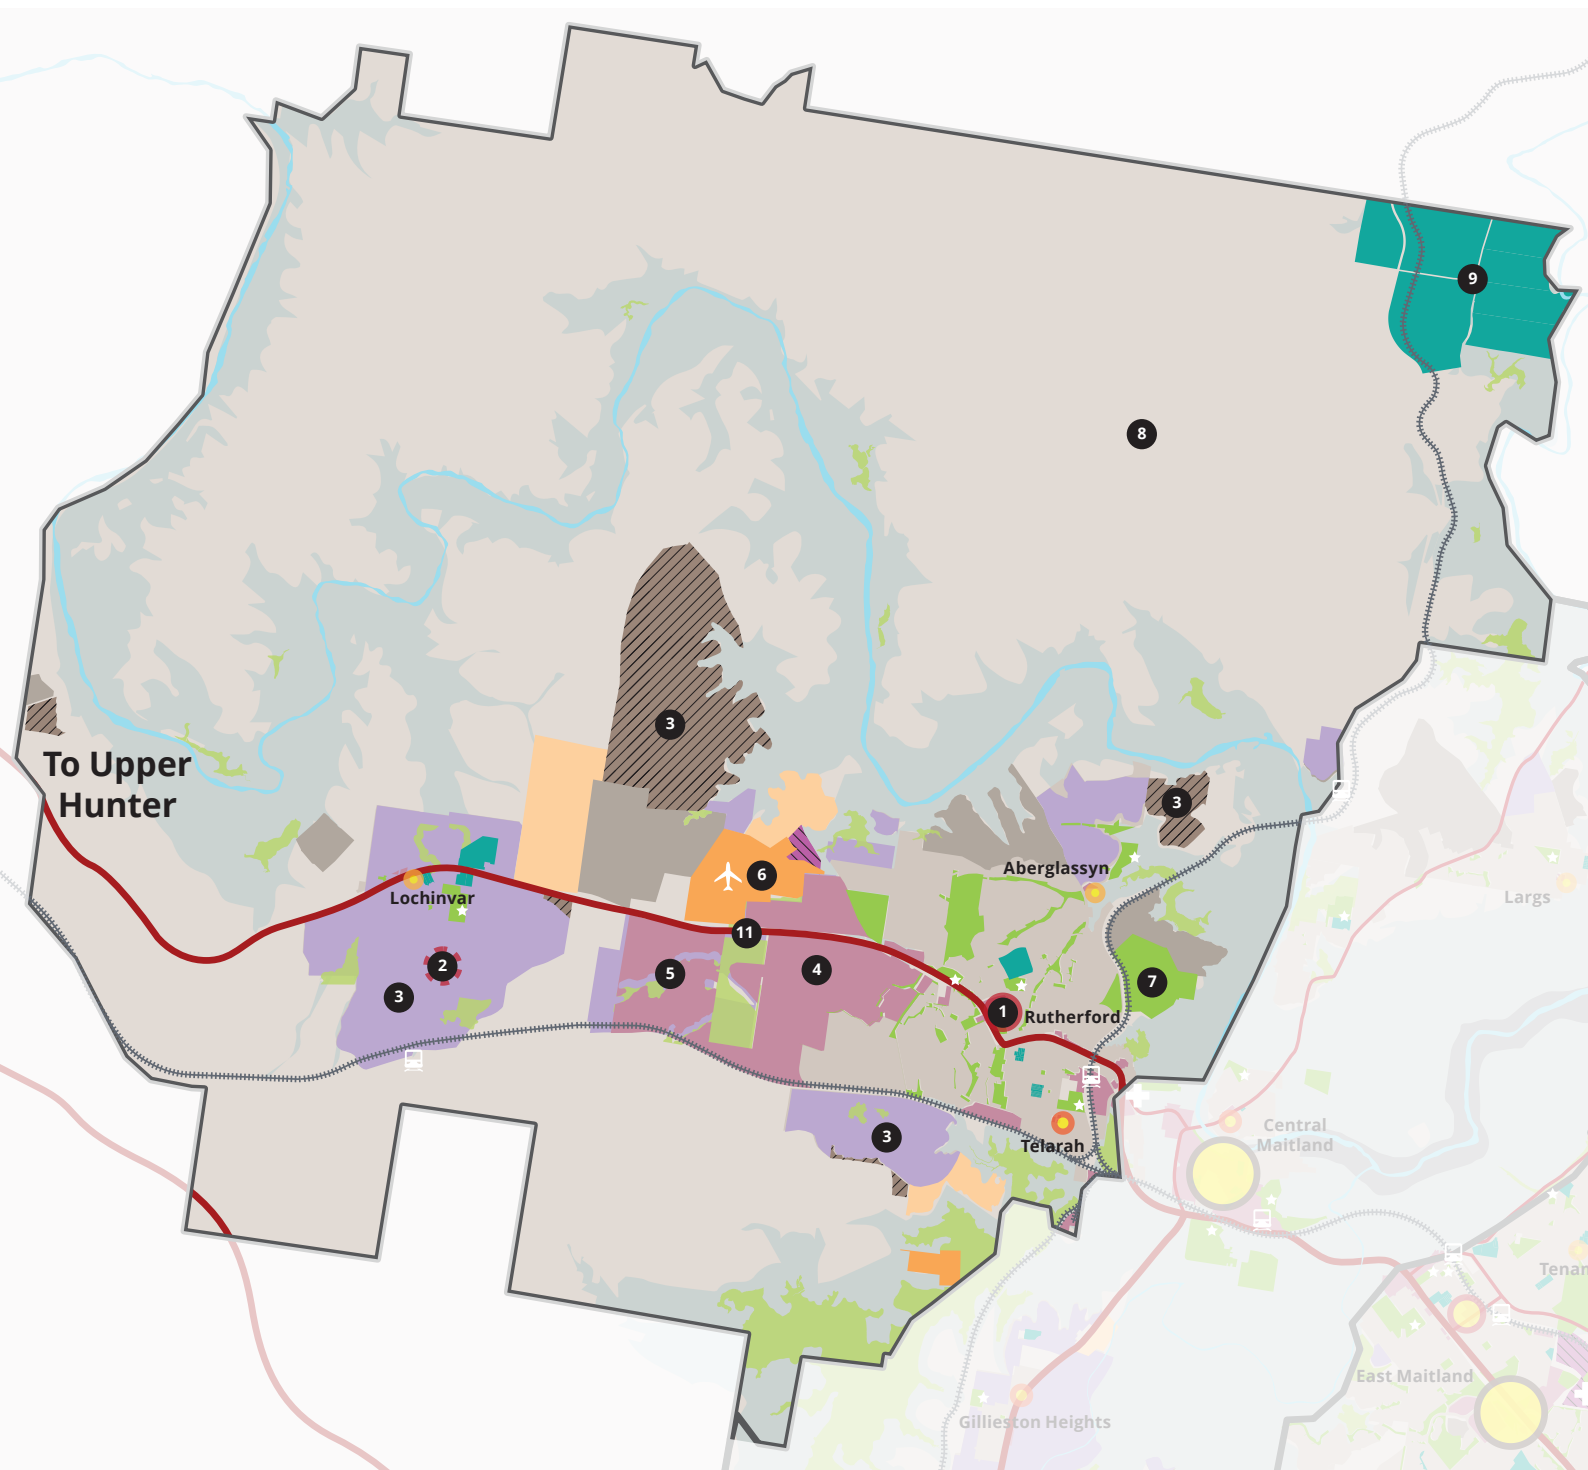 9
8
3
To Upper
Hunter
3
Aberglassyn
6
Lochinvar
Largs
11
2
5
4
7
3
1
Rutherford
Central
Maitland
3
Telarah
Tenam
East Maitland
Gillieston Heights